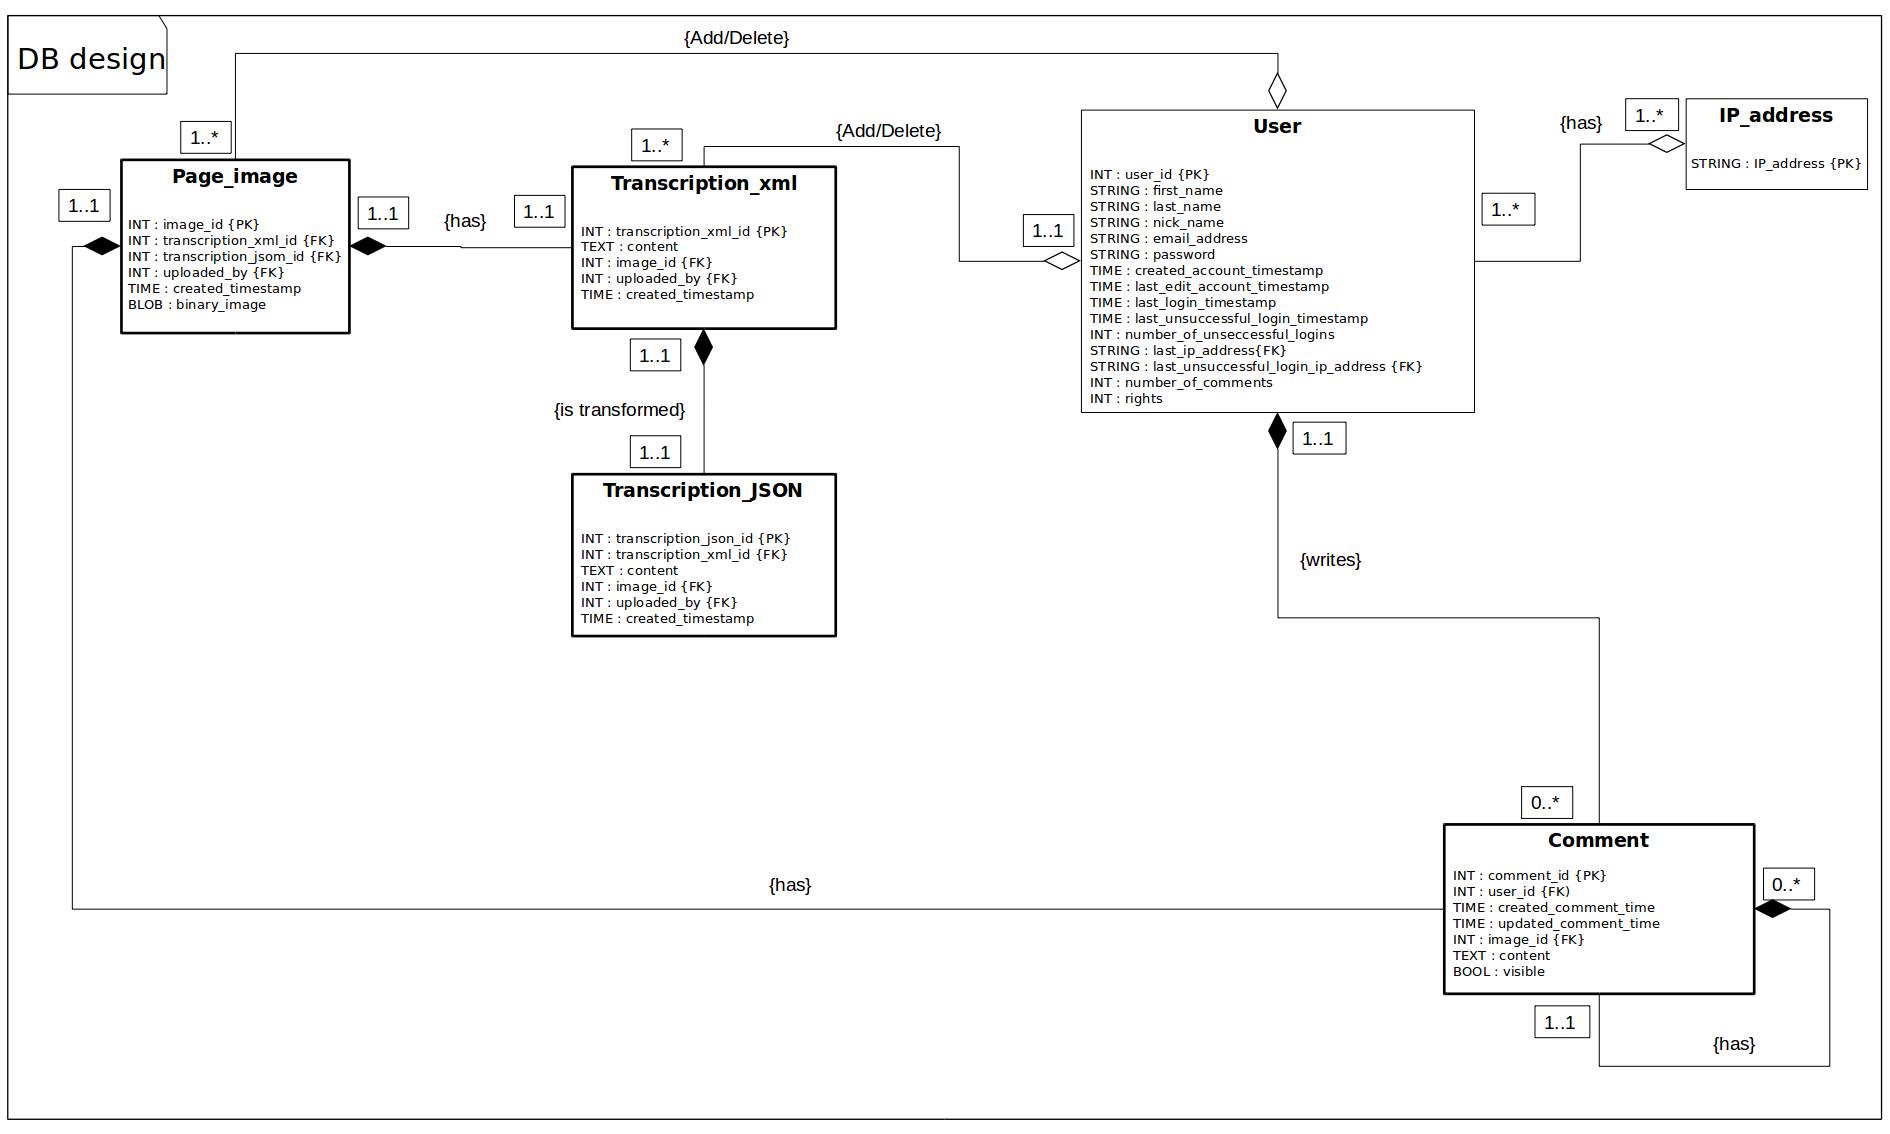 DB design
{Add/Delete}
1..*
Page_image
INT : image_id {PK}
INT : transcription_xml_id {FK}
INT : transcription_jsom_id {FK}
INT : uploaded_by {FK}
TIME : created_timestamp
BLOB : binary_image
1..1
1..1
{has}
1..1
1..*
{Add/Delete}
Transcription_xml
INT : transcription_xml_id {PK}
TEXT : content
INT : image_id {FK}
INT : uploaded_by {FK}
TIME : created_timestamp
1..1
{is transformed}
1..1
Transcription_JSON
INT : transcription_json_id {PK}
INT : transcription_xml_id {FK}
TEXT : content
INT : image_id {FK}
INT : uploaded_by {FK}
TIME : created_timestamp
1..1
User
INT : user_id {PK}
STRING : first_name
STRING : last_name
STRING : nick_name
STRING : email_address
STRING : password
TIME : created_account_timestamp
TIME : last_edit_account_timestamp
TIME : last_login_timestamp
TIME : last_unsuccessful_login_timestamp
INT : number_of_unseccessful_logins
STRING : last_ip_address{FK}
STRING : last_unsuccessful_login_ip_address {FK}
INT : number_of_comments
INT : rights
1..*
{has}
1..*
IP_address
STRING : IP_address {PK}
1..1
{writes}
0..*
Comment
INT : comment_id {PK}
INT : user_id {FK)
TIME : created_comment_time
TIME : updated_comment_time
INT : image_id {FK}
TEXT : content
BOOL : visible
0..*
{has}
1..1
{has}